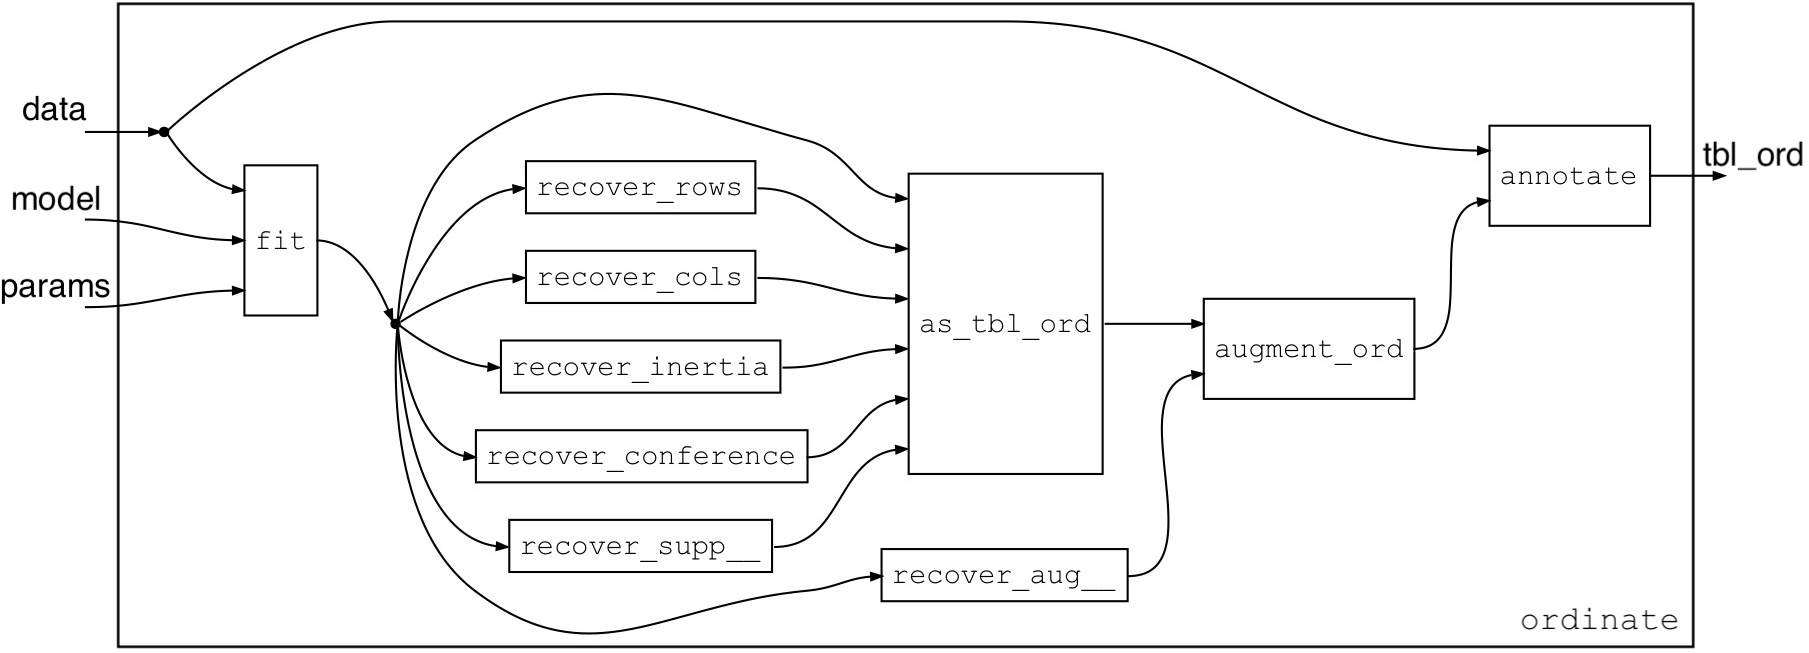 data
model
params
fit
recover_rows
recover_cols
recover_inertia
recover_conference
recover_supp__
recover_aug__
as_tbl_ord
augment_ord
annotate
tbl_ord
ordinate